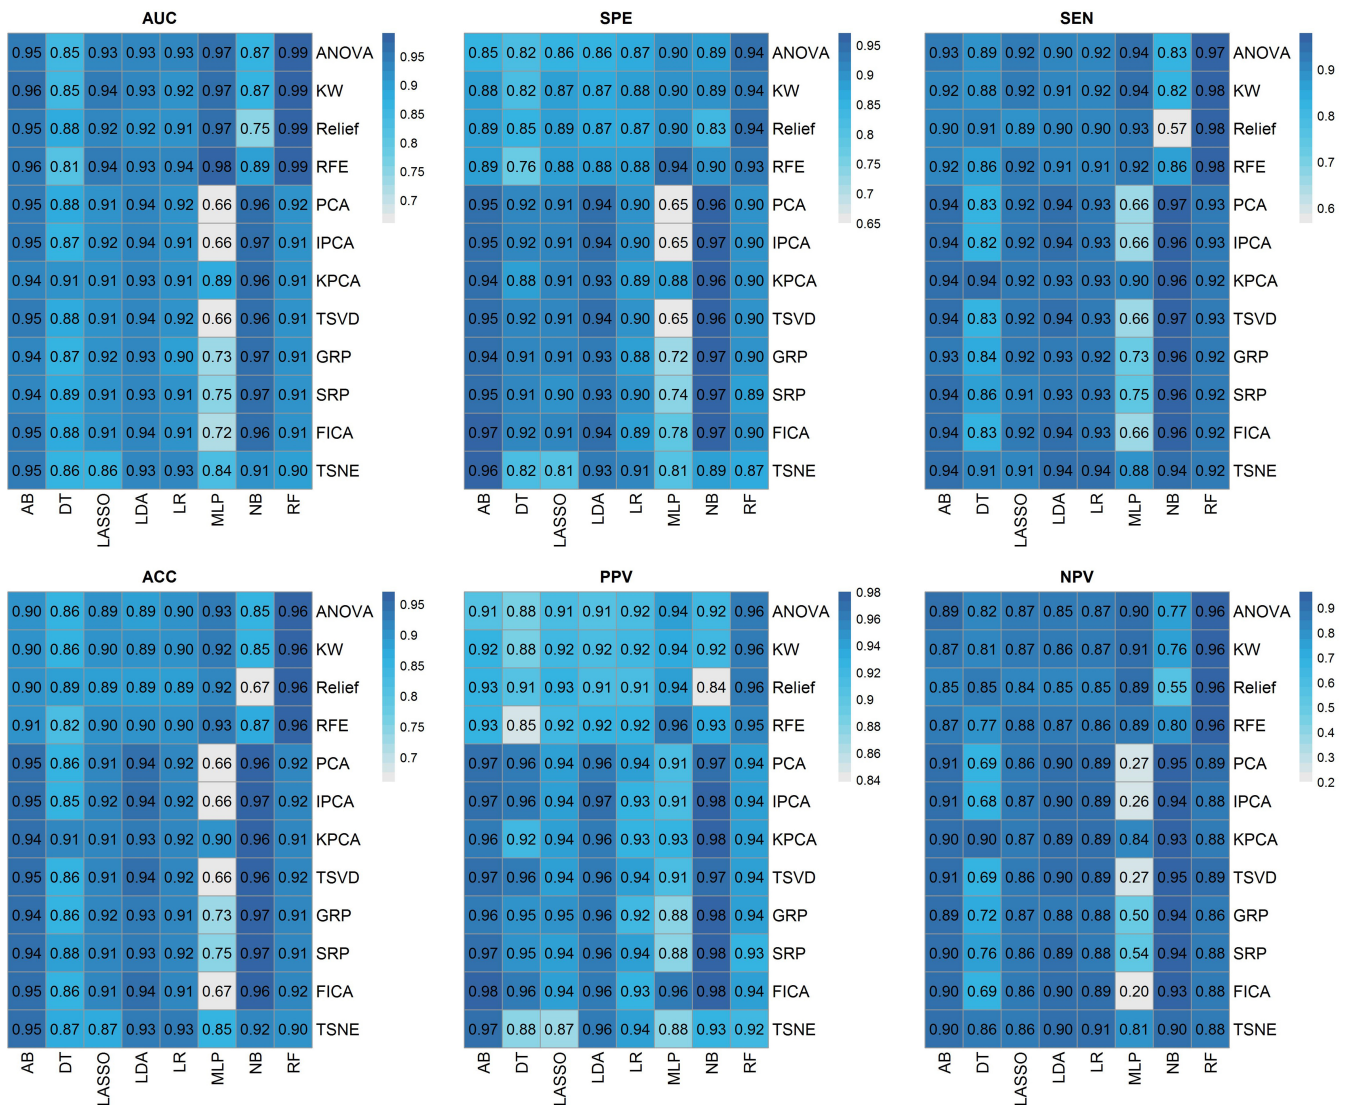 AUC
0.95 0.85 0.93 0.93 0.93 0.97 0.87 0.99 ANOVA
0.96 0.85 0.94 0.93 0.92 0.97 0.87 0.99 KW
0.95 0.88 0.92 0.92 0.91 0.97 0.75 0.99 Relief
0.96 0.81 0.94 0.93 0.94 0.98 0.89 0.99 RFE
0.95 0.88 0.91 0.94 0.92 0.66 0.96 0.92 PCA
0.95 0.87 0.92 0.94 0.91 0.66 0.97 0.91 IPCA
0.94 0.91 0.91 0.93 0.91 0.89 0.96 0.91 KPCA
0.95 0.88 0.91 0.94 0.92 0.66 0.96 0.91 TSVD
0.94 0.87 0.92 0.93 0.90 0.73 0.97 0.91 GRP
0.94 0.89 0.91 0.93 0.91 0.75 0.97 0.91 SRP
0.95 0.88 0.91 0.94 0.91 0.72 0.96 0.91 FICA
0.95 0.86 0.86 0.93 0.93 0.84 0.91 0.90 TSNE
AB DT LASSO LDA LR MLP NB RF
0.95
0.9
0.85
0.8
0.75
0.7
SPE
0.85 0.82 0.86 0.86 0.87 0.90 0.89 0.94 ANOVA
0.88 0.82 0.87 0.87 0.88 0.90 0.89 0.94 KW
0.89 0.85 0.89 0.87 0.87 0.90 0.83 0.94 Relief
0.89 0.76 0.88 0.88 0.88 0.94 0.90 0.93 RFE
0.95 0.92 0.91 0.94 0.90 0.65 0.96 0.90 PCA
0.95 0.92 0.91 0.94 0.90 0.65 0.97 0.90 IPCA
0.94 0.88 0.91 0.93 0.89 0.88 0.96 0.90 KPCA
0.95 0.92 0.91 0.94 0.90 0.65 0.96 0.90 TSVD
0.94 0.91 0.91 0.93 0.88 0.72 0.97 0.90 GRP
0.95 0.91 0.90 0.93 0.90 0.74 0.97 0.89 SRP
0.97 0.92 0.91 0.94 0.89 0.78 0.97 0.90 FICA
0.96 0.82 0.81 0.93 0.91 0.81 0.89 0.87 TSNE
AB DT LASSO LDA LR MLP NB RF
0.95
0.9
0.85
0.8
0.75
0.7
0.65
SEN
0.93 0.89 0.92 0.90 0.92 0.94 0.83 0.97 ANOVA
0.92 0.88 0.92 0.91 0.92 0.94 0.82 0.98 KW
0.90 0.91 0.89 0.90 0.90 0.93 0.57 0.98 Relief
0.92 0.86 0.92 0.91 0.91 0.92 0.86 0.98 RFE
0.94 0.83 0.92 0.94 0.93 0.66 0.97 0.93 PCA
0.94 0.82 0.92 0.94 0.93 0.66 0.96 0.93 IPCA
0.94 0.94 0.92 0.93 0.93 0.90 0.96 0.92 KPCA
0.94 0.83 0.92 0.94 0.93 0.66 0.97 0.93 TSVD
0.93 0.84 0.92 0.93 0.92 0.73 0.96 0.92 GRP
0.94 0.86 0.91 0.93 0.93 0.75 0.96 0.92 SRP
0.94 0.83 0.92 0.94 0.93 0.66 0.96 0.92 FICA
0.94 0.91 0.91 0.94 0.94 0.88 0.94 0.92 TSNE
AB DT LASSO LDA LR MLP NB RF
0.9
0.8
0.7
0.6
ACC
0.90 0.86 0.89 0.89 0.90 0.93 0.85 0.96 ANOVA
0.90 0.86 0.90 0.89 0.90 0.92 0.85 0.96 KW
0.90 0.89 0.89 0.89 0.89 0.92 0.67 0.96 Relief
0.91 0.82 0.90 0.90 0.90 0.93 0.87 0.96 RFE
0.95 0.86 0.91 0.94 0.92 0.66 0.96 0.92 PCA
0.95 0.85 0.92 0.94 0.92 0.66 0.97 0.92 IPCA
0.94 0.91 0.91 0.93 0.92 0.90 0.96 0.91 KPCA
0.95 0.86 0.91 0.94 0.92 0.66 0.96 0.92 TSVD
0.94 0.86 0.92 0.93 0.91 0.73 0.97 0.91 GRP
0.94 0.88 0.91 0.93 0.92 0.75 0.97 0.91 SRP
0.95 0.86 0.91 0.94 0.91 0.67 0.96 0.92 FICA
0.95 0.87 0.87 0.93 0.93 0.85 0.92 0.90 TSNE
AB DT LASSO LDA LR MLP NB RF
0.95
0.9
0.85
0.8
0.75
0.7
PPV
0.91 0.88 0.91 0.91 0.92 0.94 0.92 0.96 ANOVA
0.92 0.88 0.92 0.92 0.92 0.94 0.92 0.96 KW
0.93 0.91 0.93 0.91 0.91 0.94 0.84 0.96 Relief
0.93 0.85 0.92 0.92 0.92 0.96 0.93 0.95 RFE
0.97 0.96 0.94 0.96 0.94 0.91 0.97 0.94 PCA
0.97 0.96 0.94 0.97 0.93 0.91 0.98 0.94 IPCA
0.96 0.92 0.94 0.96 0.93 0.93 0.98 0.94 KPCA
0.97 0.96 0.94 0.96 0.94 0.91 0.97 0.94 TSVD
0.96 0.95 0.95 0.96 0.92 0.88 0.98 0.94 GRP
0.97 0.95 0.94 0.96 0.94 0.88 0.98 0.93 SRP
0.98 0.96 0.94 0.96 0.93 0.96 0.98 0.94 FICA
0.97 0.88 0.87 0.96 0.94 0.88 0.93 0.92 TSNE
AB DT LASSO LDA LR MLP NB RF
0.98
0.96
0.94
0.92
0.9
0.88
0.86
0.84
NPV
0.89 0.82 0.87 0.85 0.87 0.90 0.77 0.96 ANOVA
0.87 0.81 0.87 0.86 0.87 0.91 0.76 0.96 KW
0.85 0.85 0.84 0.85 0.85 0.89 0.55 0.96 Relief
0.87 0.77 0.88 0.87 0.86 0.89 0.80 0.96 RFE
0.91 0.69 0.86 0.90 0.89 0.27 0.95 0.89 PCA
0.91 0.68 0.87 0.90 0.89 0.26 0.94 0.88 IPCA
0.90 0.90 0.87 0.89 0.89 0.84 0.93 0.88 KPCA
0.91 0.69 0.86 0.90 0.89 0.27 0.95 0.89 TSVD
0.89 0.72 0.87 0.88 0.88 0.50 0.94 0.86 GRP
0.90 0.76 0.86 0.89 0.88 0.54 0.94 0.88 SRP
0.90 0.69 0.86 0.90 0.89 0.20 0.93 0.88 FICA
0.90 0.86 0.86 0.90 0.91 0.81 0.90 0.88 TSNE
AB DT LASSO LDA LR MLP NB RF
0.9
0.8
0.7
0.6
0.5
0.4
0.3
0.2